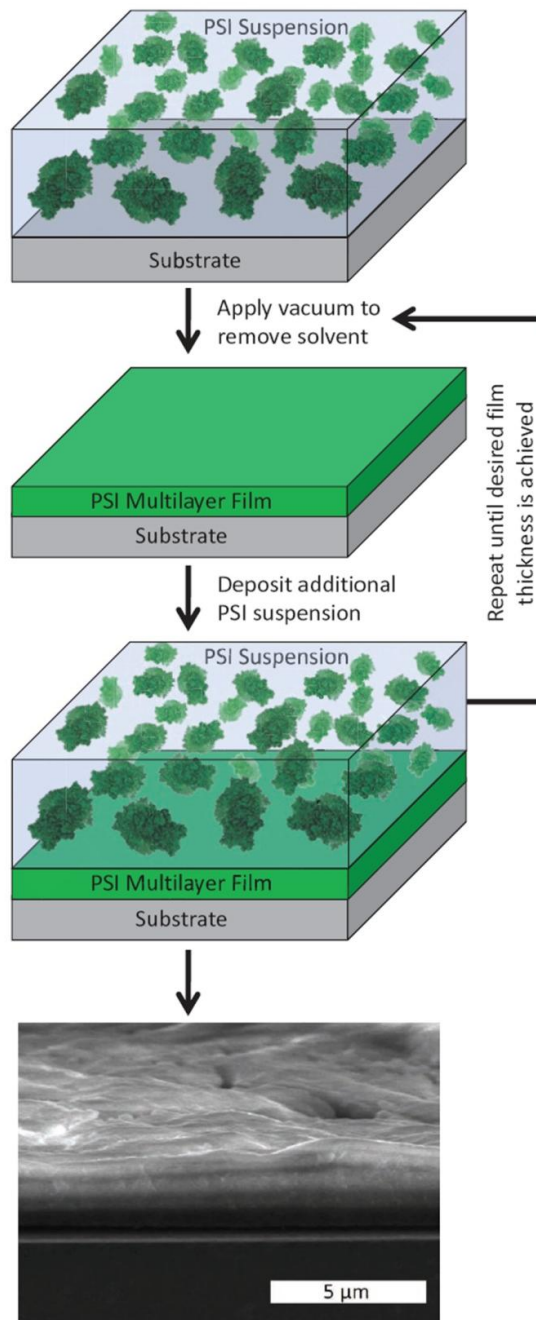 PSI Suspension
Substrate
Apply vacuum to
remove solvent
PSI Multilayer Film
Substrate
Repeat until desired film
thickness is achieved
Deposit additional
PSI suspension
PSI Suspension
PSI Multilayer Film
Substrate
5 μm